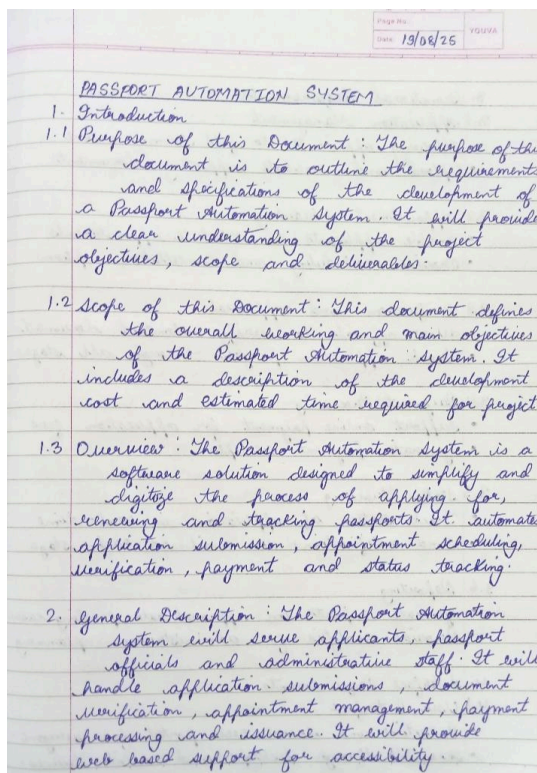 Page No.
Date: 19/08/25
YOUVA
PASSPORT AUTOMATION SYSTEM
1. Introduction
1.1 Purpose of this Document : The purpose of this
document is to outline the requirements
and specifications of the development of
a Passport Automation System. It will provide
a clear understanding of the project
objectives, scope and deliverables.
1.2 Scope of this Document : This document defines
the overall working and main objectives
of the Passport Automation System. It
includes a description of the development
cost and estimated time required for project
1.3 Overview : The Passport Automation System is a
software solution designed to simplify and
digitize the process of applying for,
renewing and tracking passports. It automate
application submission, appointment scheduling,
verification, payment and status tracking.
2. General Description : The Passport Automation
system will serve applicants, passport
officials and administrative staff. It will
handle application submissions, document
verification, appointment management, payment
processing and issuance. It will provide
web based support for accessibility.